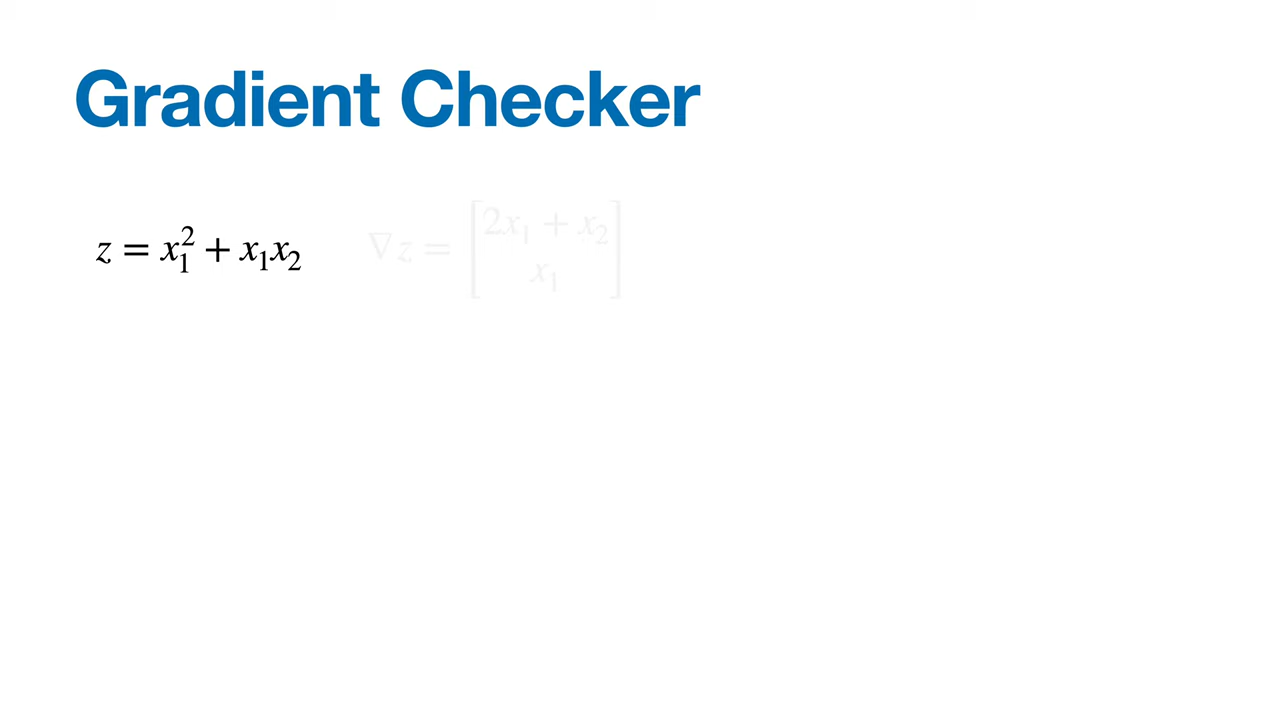 Gradient Checker
z = x₁² + x₁x₂ ∇z = [2x₁ + x₂
x₁]